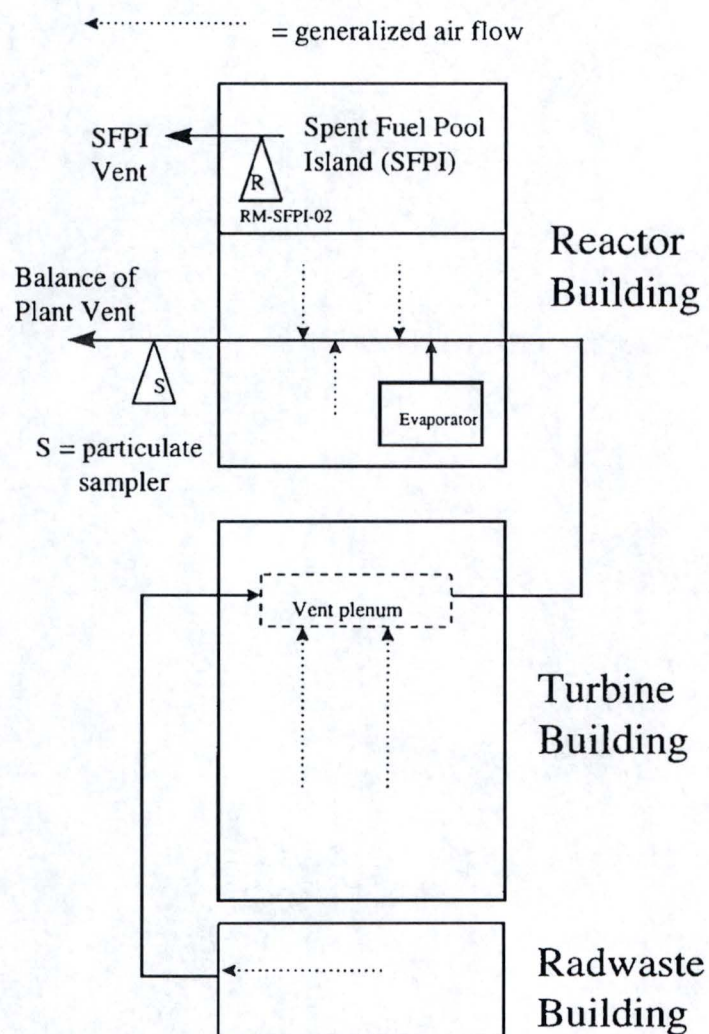 = generalized air flow
SFPI
Vent
Spent Fuel Pool
Island (SFPI)
R
RM-SFPI-02
Reactor
Building
Balance of
Plant Vent
S
Evaporator
S = particulate
sampler
Vent plenum
Turbine
Building
Radwaste
Building